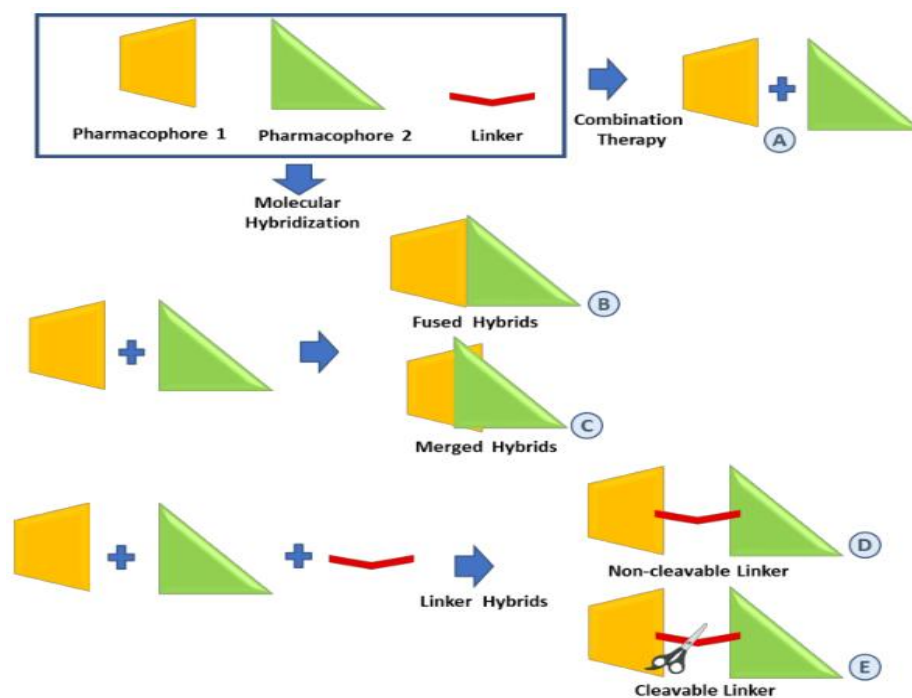 Pharmacophore 1
Pharmacophore 2
Linker
Combination
Therapy
A
Molecular
Hybridization
B
Fused Hybrids
C
Merged Hybrids
D
Non-cleavable Linker
Linker Hybrids
E
Cleavable Linker